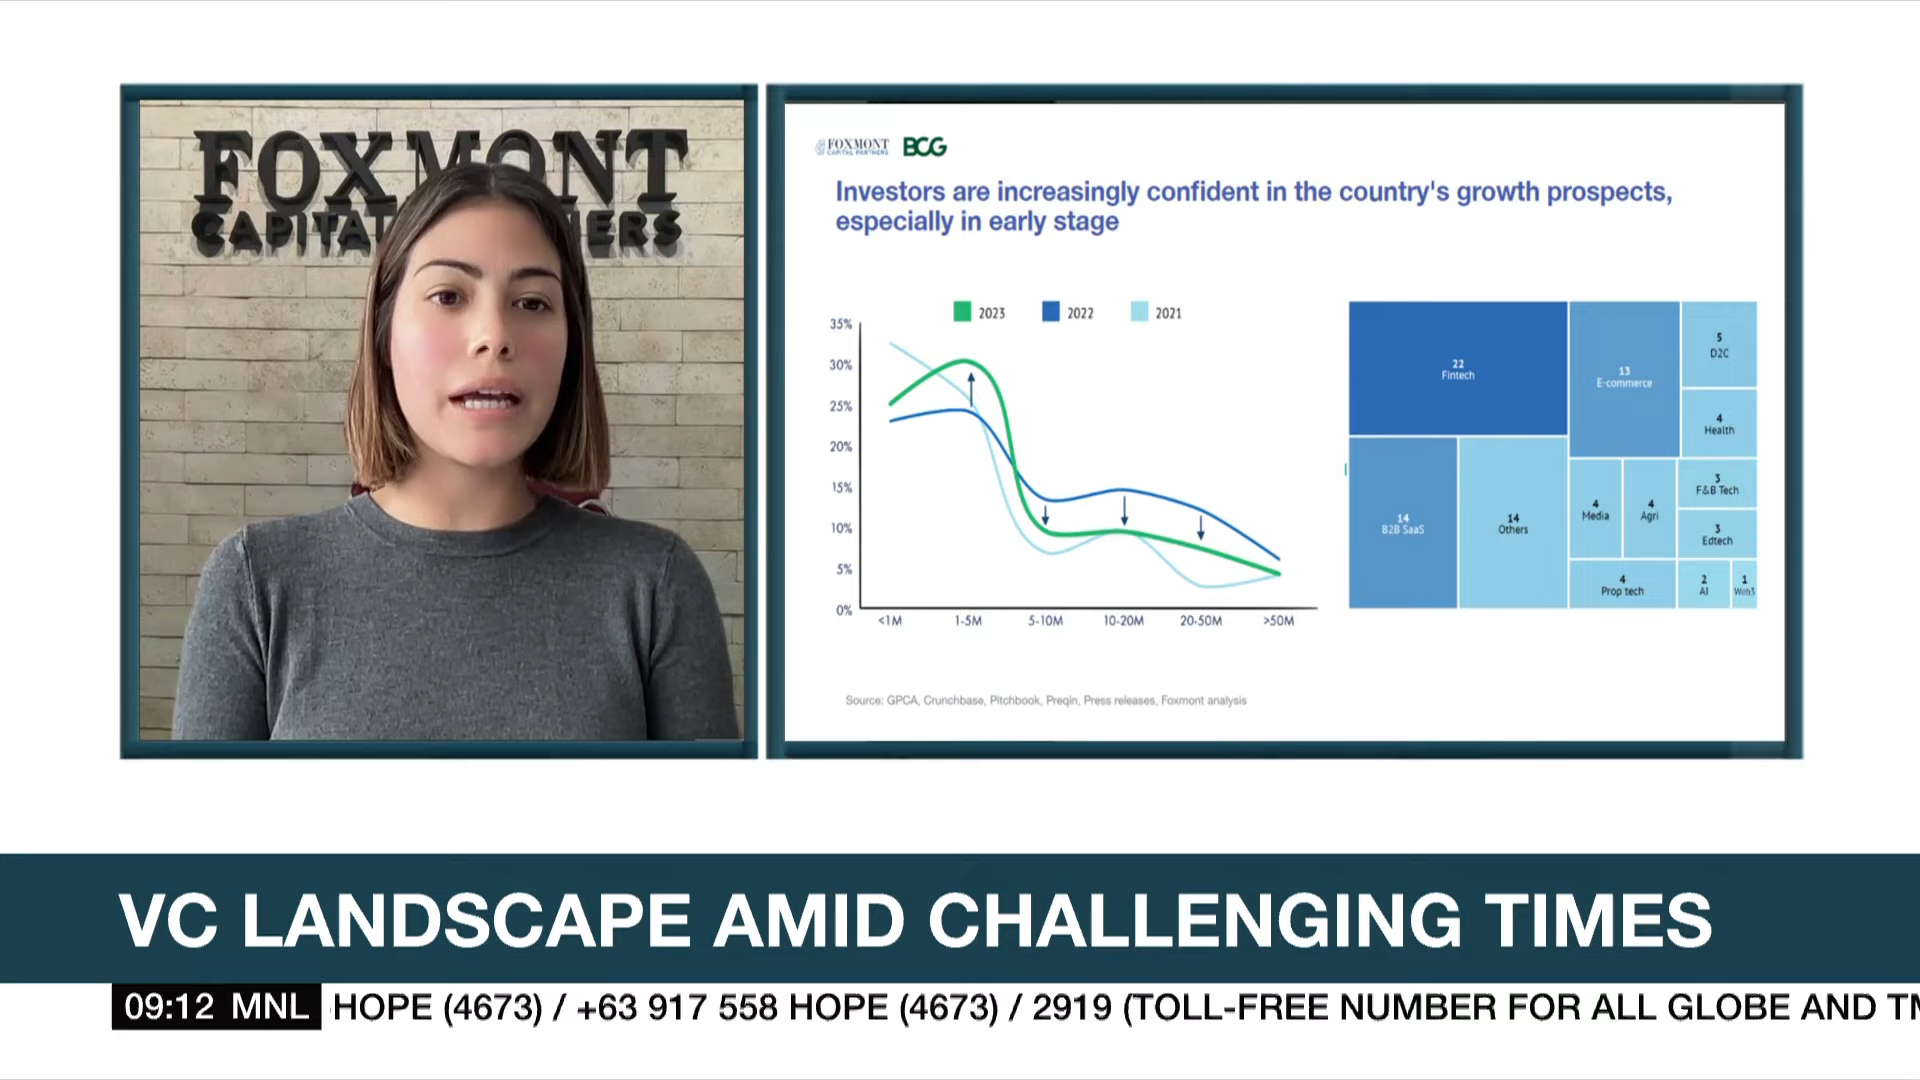 FOXMONT
CAPITAL PARTNERS
FOXMONT
CAPITAL PARTNERS
BCG
Investors are increasingly confident in the country's growth prospects,
especially in early stage
2023
2022
2021
35%
30%
25%
20%
15%
10%
5%
0%
<1M
1-5M
5-10M
10-20M
20-50M
>50M
22
Fintech
13
E-commerce
5
D2C
4
Health
14
B2B SaaS
14
Others
4
Media
4
Agri
3
F&B Tech
3
Edtech
4
Prop tech
2
AI
1
Web3
Source: GPCA, Crunchbase, Pitchbook, Preqin, Press releases, Foxmont analysis
VC LANDSCAPE AMID CHALLENGING TIMES
09:12 MNL
HOPE (4673) / +63 917 558 HOPE (4673) / 2919 (TOLL-FREE NUMBER FOR ALL GLOBE AND TM